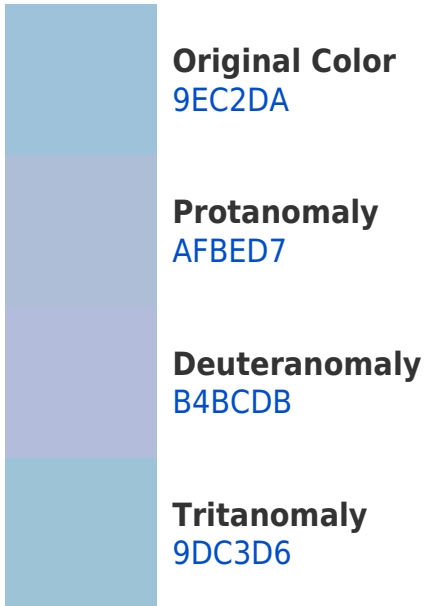 Original Color
9EC2DA
Protanomaly
AFBED7
Deuteranomaly
B4BCDB
Tritanomaly
9DC3D6